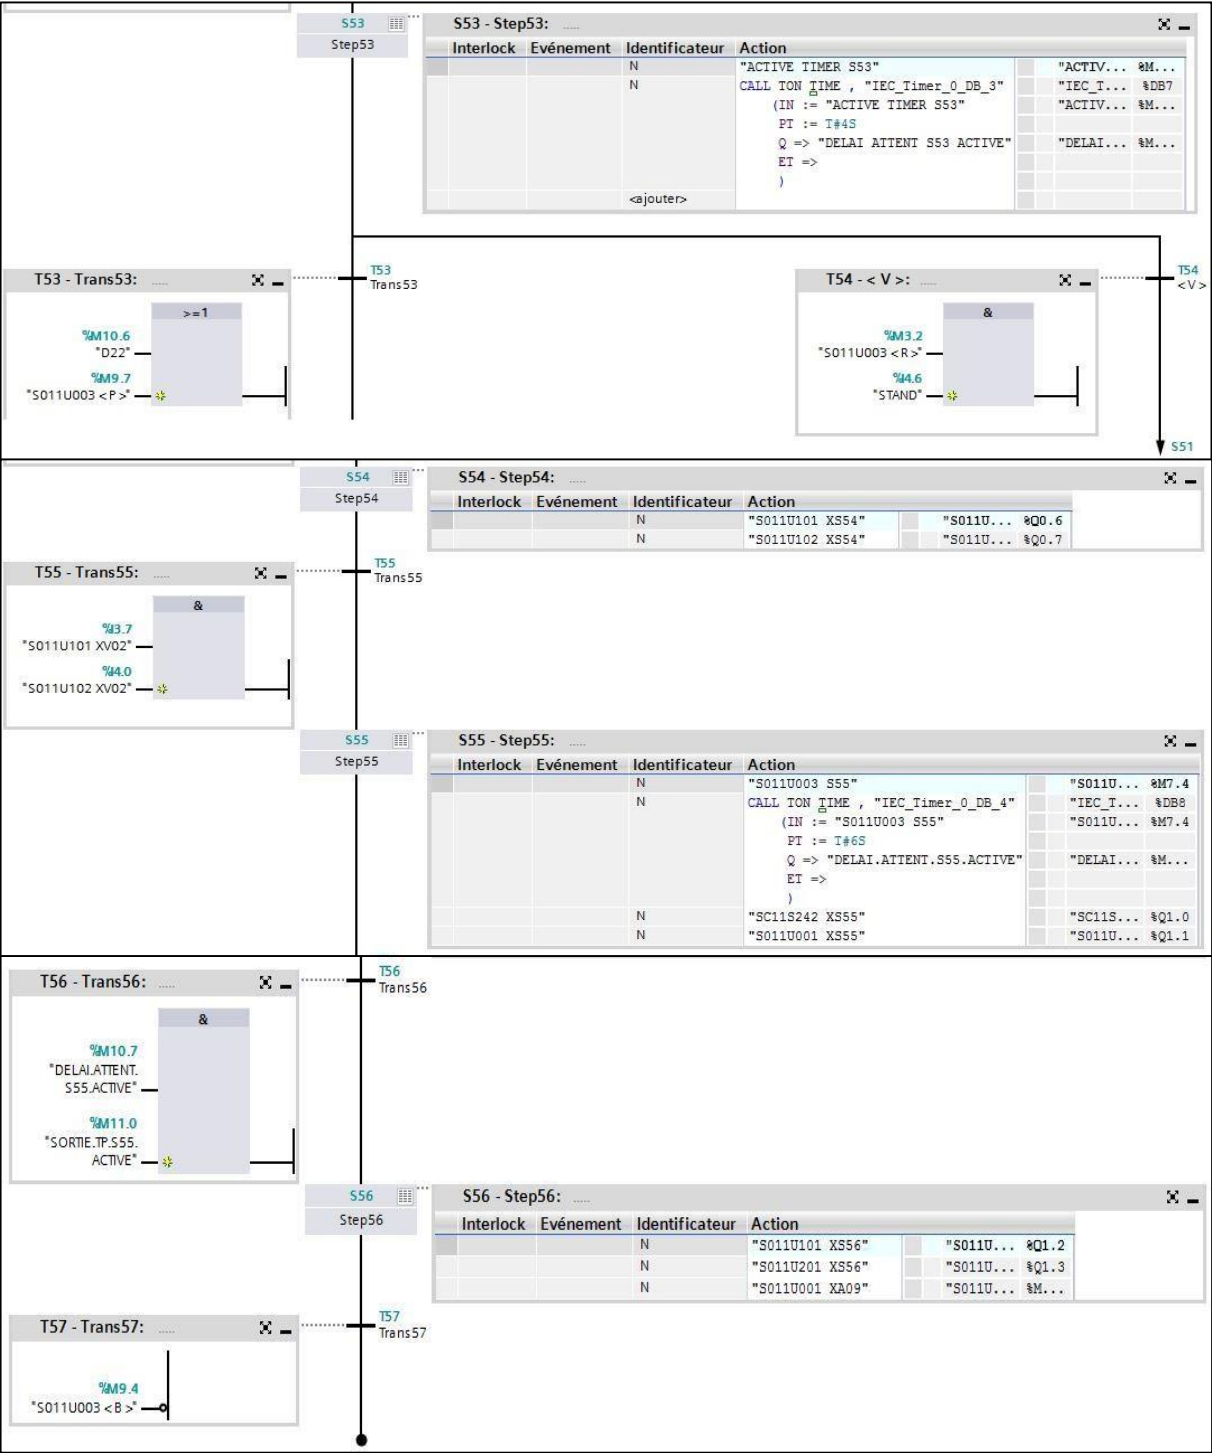 S53
Step53
S53 - Step53: .....
Interlock Evénement Identificateur Action
N "ACTIVE TIMER S53" "ACTIV... %M...
N CALL TON TIME , "IEC_Timer_0_DB_3" "IEC_T... %DB7
(IN := "ACTIVE TIMER S53" "ACTIV... %M...
PT := T#4S
Q => "DELAI ATTENT S53 ACTIVE" "DELAI... %M...
ET =>
)
<ajouter>
T53 - Trans53: .....
T53
Trans53
>=1
%M10.6
"D22"
%M9.7
"S011U003 <P>"
T54 - < V >: .....
T54
< V >
&
%M3.2
"S011U003 <R>"
%I4.6
"STAND"
S51
S54
Step54
S54 - Step54: .....
Interlock Evénement Identificateur Action
N "S011U101 XS54" "S011U... %Q0.6
N "S011U102 XS54" "S011U... %Q0.7
T55 - Trans55: .....
T55
Trans55
&
%I3.7
"S011U101 XV02"
%I4.0
"S011U102 XV02"
S55
Step55
S55 - Step55: .....
Interlock Evénement Identificateur Action
N "S011U003 S55" "S011U... %M7.4
N CALL TON TIME , "IEC_Timer_0_DB_4" "IEC_T... %DB8
(IN := "S011U003 S55" "S011U... %M7.4
PT := T#6S
Q => "DELAI.ATTENT.S55.ACTIVE" "DELAI... %M...
ET =>
)
N "SC11S242 XS55" "SC11S... %Q1.0
N "S011U001 XS55" "S011U... %Q1.1
T56 - Trans56: .....
T56
Trans56
&
%M10.7
"DELAI.ATTENT.
S55.ACTIVE"
%M11.0
"SORTIE.TP.S55.
ACTIVE"
S56
Step56
S56 - Step56: .....
Interlock Evénement Identificateur Action
N "S011U101 XS56" "S011U... %Q1.2
N "S011U201 XS56" "S011U... %Q1.3
N "S011U001 XA09" "S011U... %M...
T57 - Trans57: .....
T57
Trans57
%M9.4
"S011U003 <B>"